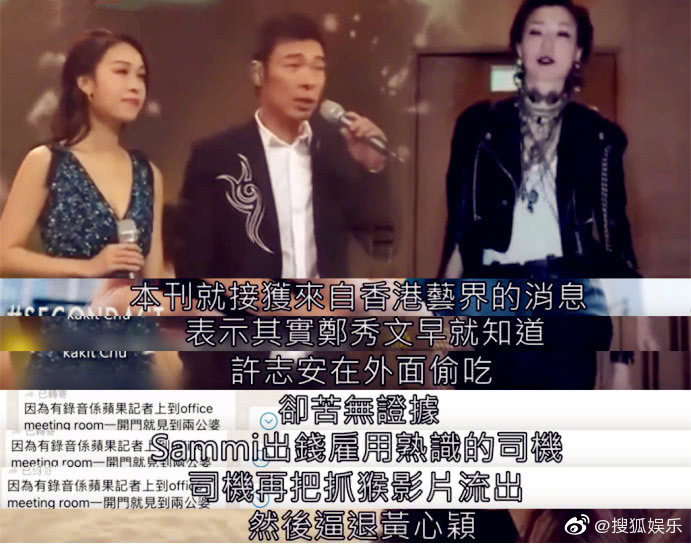 本刊就接獲來自香港藝界的消息
kakit Chu
表示其實鄭秀文早就知道
kakit Chu
許志安在外面偷吃
已轉寄
因為有錄音係蘋果記者上到office
meeting room一開門就見到兩公婆
卻苦無證據
因為有錄音係蘋果記者上到office
meeting room一開門就見到兩公婆
Sammi出錢雇用熟識的司機
已轉寄
因為有錄音係蘋果記者上到office
meeting room一開門就見到兩公婆
司機再把抓猴影片流出
然後逼退黃心穎
@搜狐娱乐